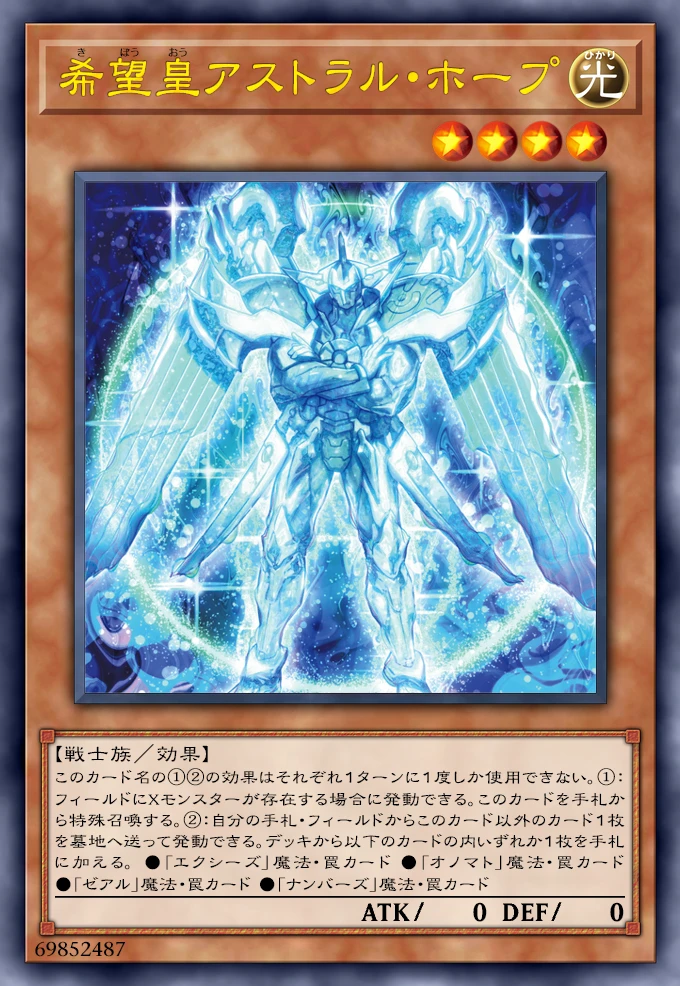 き ぼう おう
希望皇アストラル・ホープ
ひかり
光
【戦士族／効果】
このカード名の①②の効果はそれぞれ1ターンに1度しか使用できない。①：
フィールドにXモンスターが存在する場合に発動できる。このカードを手札か
ら特殊召喚する。②：自分の手札・フィールドからこのカード以外のカード1枚
を墓地へ送って発動できる。デッキから以下のカードの内いずれか1枚を手札
に加える。 ●「エクシーズ」魔法・罠カード ●「オノマト」魔法・罠カード
●「ゼアル」魔法・罠カード ●「ナンバーズ」魔法・罠カード
ATK/ 0 DEF/ 0
69852487